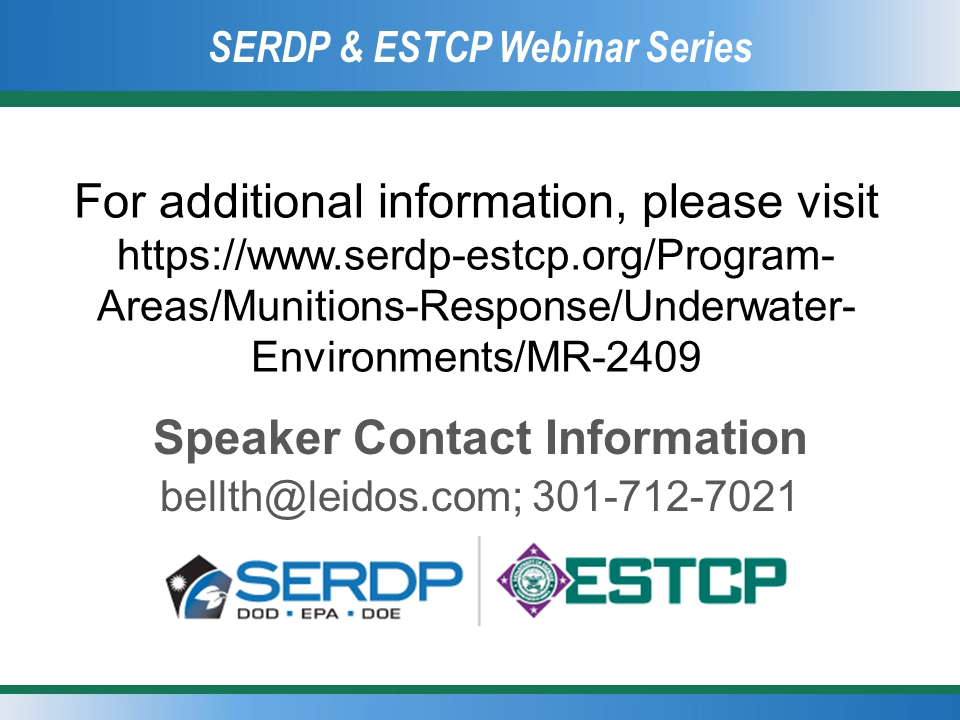 SERDP & ESTCP Webinar Series
For additional information, please visit
https://www.serdp-estcp.org/Program-
Areas/Munitions-Response/Underwater-
Environments/MR-2409
Speaker Contact Information
bellth@leidos.com; 301-712-7021
SERDP
DOD • EPA • DOE
ESTCP